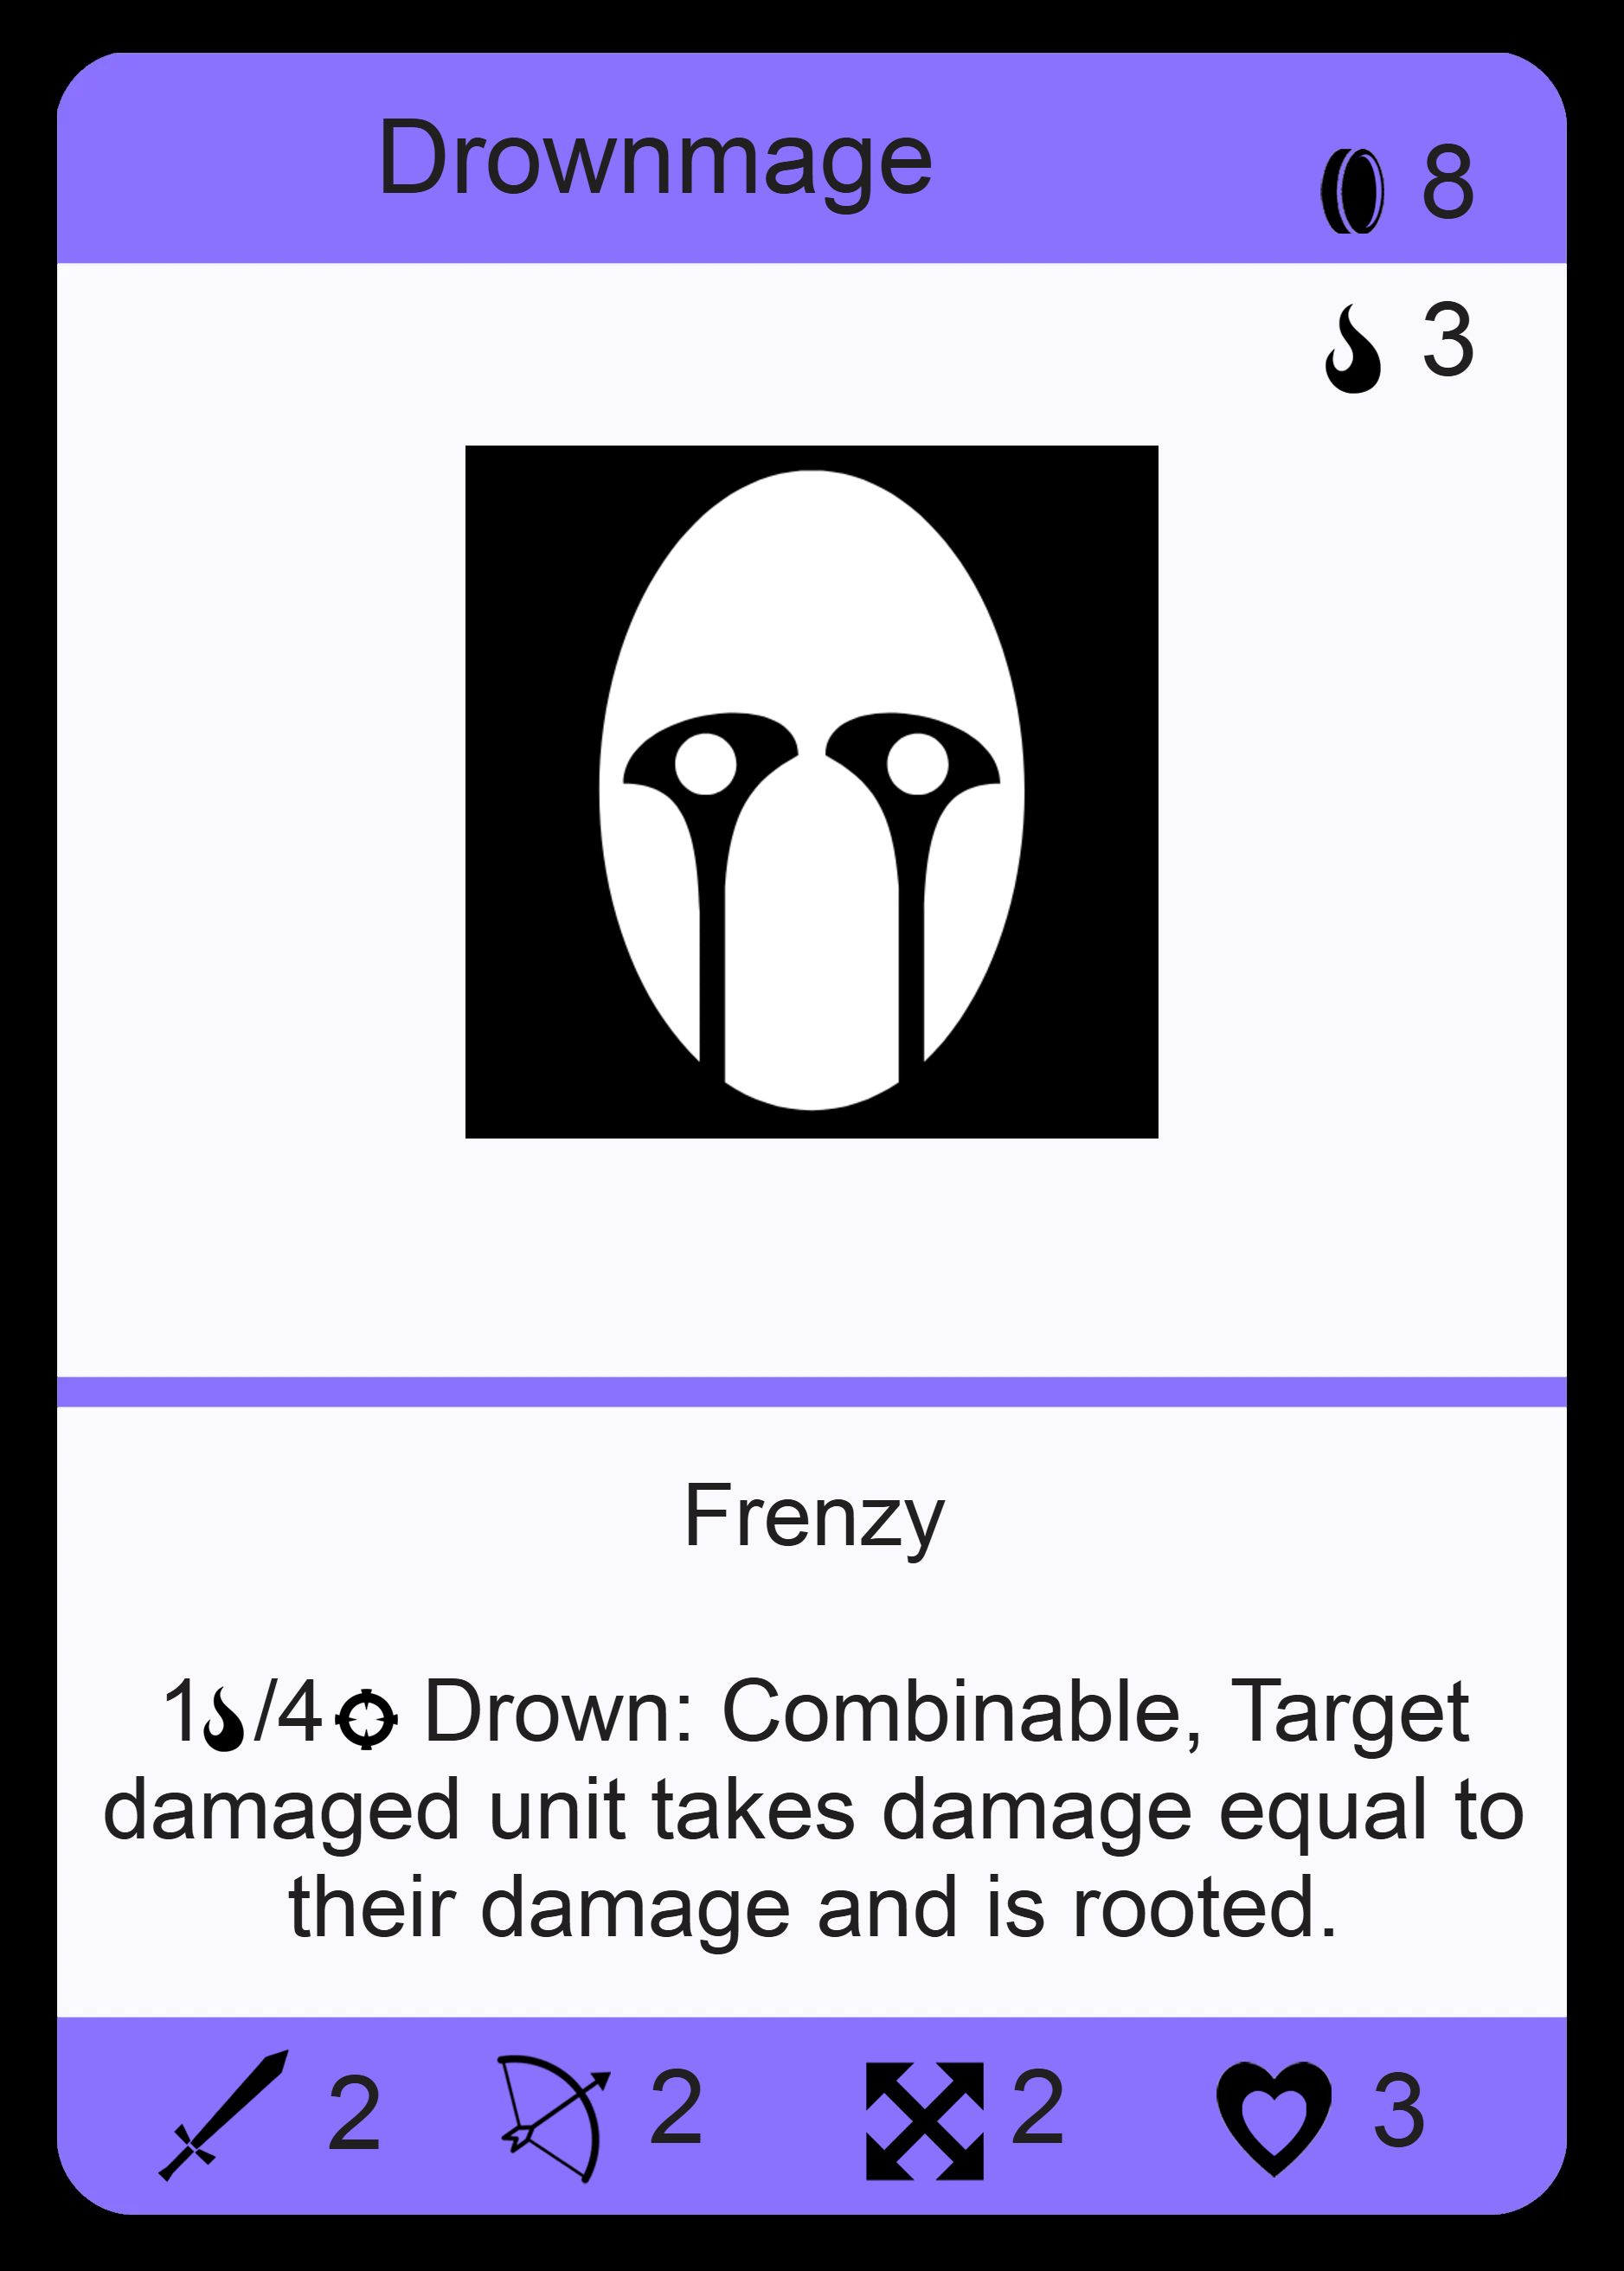 Drownmage
8
3
Frenzy
1/4 Drown: Combinable, Target
damaged unit takes damage equal to
their damage and is rooted.
2 2 2 3